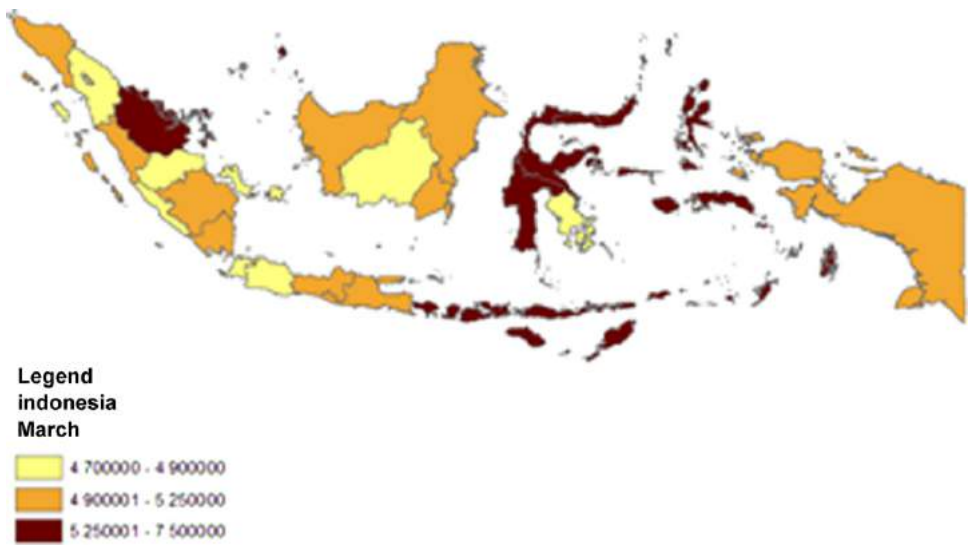 Legend
indonesia
March
4.700000 - 4.900000
4.900001 - 5.250000
5.250001 - 7.500000